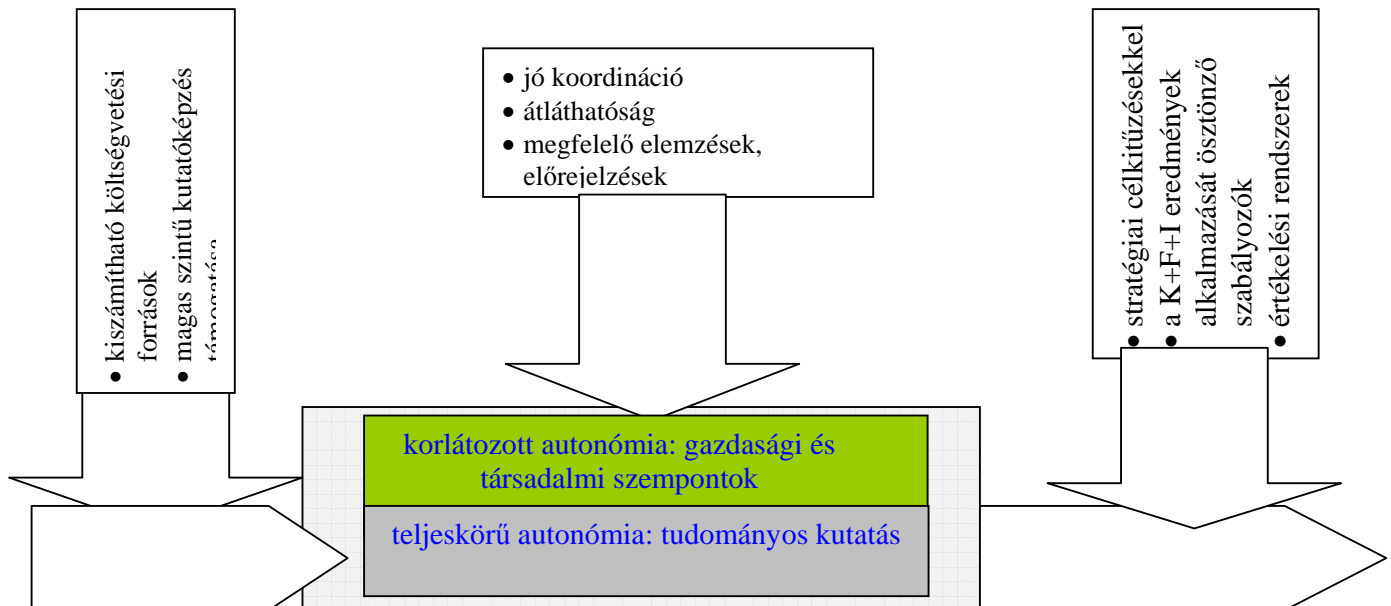 • kiszámítható költségvetési
források
• magas szintű kutatóképzés
támogatása
• jó koordináció
• átláthatóság
• megfelelő elemzések,
előrejelzések
• stratégiai célkitűzésekkel
• a K+F+I eredmények
alkalmazását ösztönző
szabályozók
• értékelési rendszerek
korlátozott autonómia: gazdasági és
társadalmi szempontok
teljeskörű autonómia: tudományos kutatás